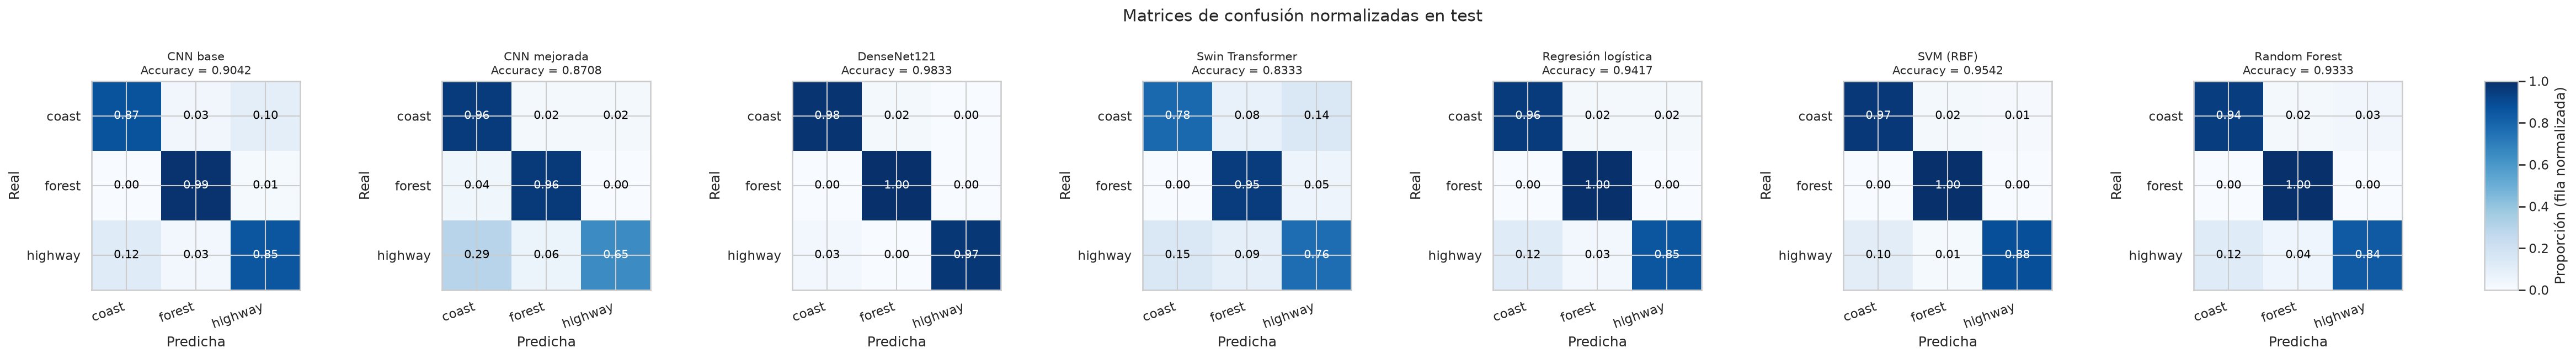 Matrices de confusión normalizadas en test
CNN base
Accuracy = 0.9042
coast
forest
highway
Real
0.87 0.03 0.10
0.00 0.99 0.01
0.12 0.03 0.85
coast forest highway
Predicha
CNN mejorada
Accuracy = 0.8708
coast
forest
highway
Real
0.96 0.02 0.02
0.04 0.96 0.00
0.29 0.06 0.65
coast forest highway
Predicha
DenseNet121
Accuracy = 0.9833
coast
forest
highway
Real
0.98 0.02 0.00
0.00 1.00 0.00
0.03 0.00 0.97
coast forest highway
Predicha
Swin Transformer
Accuracy = 0.8333
coast
forest
highway
Real
0.78 0.08 0.14
0.00 0.95 0.05
0.15 0.09 0.76
coast forest highway
Predicha
Regresión logística
Accuracy = 0.9417
coast
forest
highway
Real
0.96 0.02 0.02
0.00 1.00 0.00
0.12 0.03 0.85
coast forest highway
Predicha
SVM (RBF)
Accuracy = 0.9542
coast
forest
highway
Real
0.97 0.02 0.01
0.00 1.00 0.00
0.10 0.01 0.88
coast forest highway
Predicha
Random Forest
Accuracy = 0.9333
coast
forest
highway
Real
0.94 0.02 0.03
0.00 1.00 0.00
0.12 0.04 0.84
coast forest highway
Predicha
1.0
0.8
0.6
0.4
0.2
0.0
Proporción (fila normalizada)